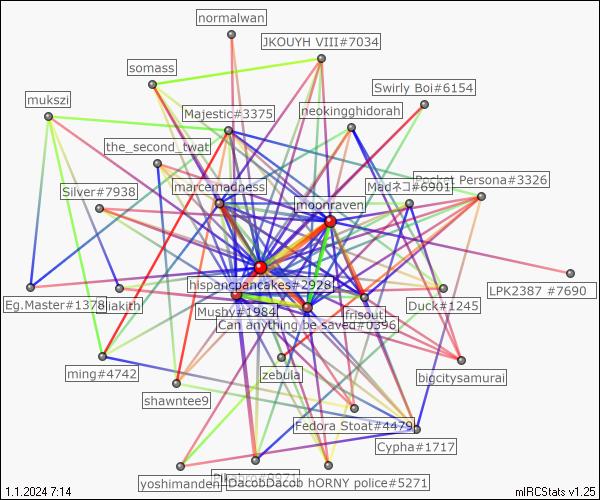 normalwan
JKOUYH VIII#7034
somass
Swirly Boi#6154
mukszi
Majestic#3375
neokingghidorah
the_second_twat
Pocket Persona#3326
Silver#7938
marcemadness
Madネコ#6901
moonraven
hispancpancakes#2928
LPK2387 #7690
Eg.Master#1378
jiakith
Mushy#1984
frisout
Duck#1245
Can anything be saved#0396
ming#4742
zebula
bigcitysamurai
shawntee9
Fedora Stoat#4479
Cypha#1717
yoshimanden
DacobDacob hORNY police#5271
1.1.2024 7:14
mIRCStats v1.25